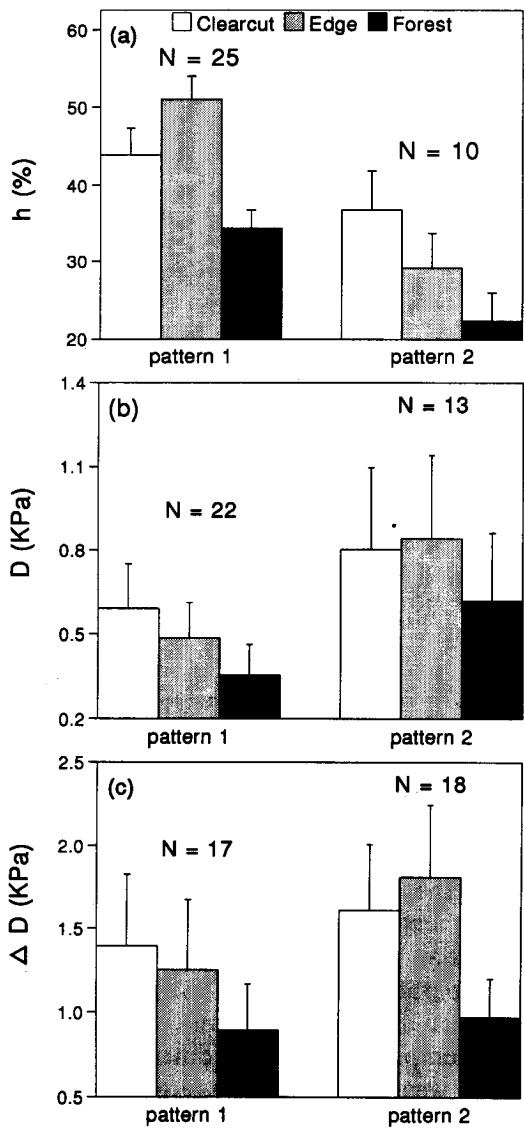 (a) Clearcut Edge Forest
N = 25
N = 10
h (%)
60
50
40
30
20
pattern 1 pattern 2
(b)
N = 13
N = 22
D (KPa)
1.4
1.1
0.8
0.5
0.2
pattern 1 pattern 2
(c)
N = 18
N = 17
Δ D (KPa)
2.5
2.0
1.5
1.0
0.5
pattern 1 pattern 2